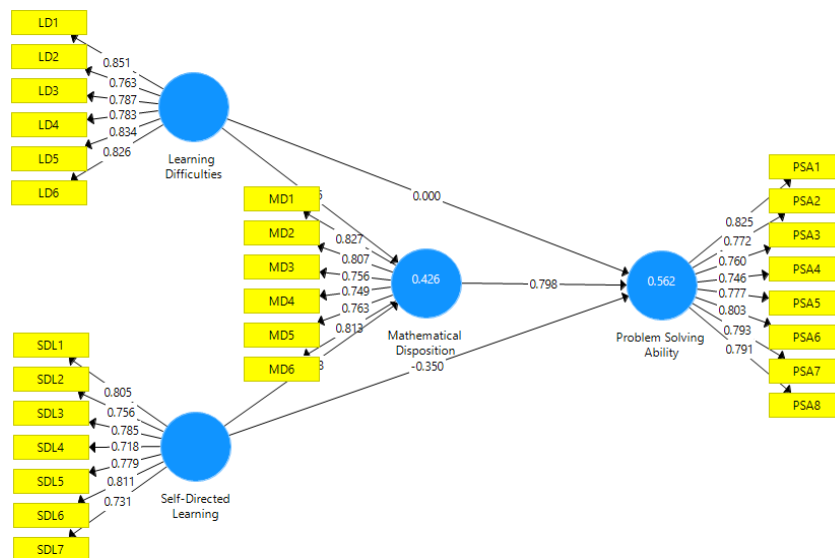 LD1
LD2
LD3
LD4
LD5
LD6
0.851
0.763
0.787
0.783
0.834
0.826
Learning
Difficulties
0.000
MD1
MD2
MD3
MD4
MD5
MD6
0.827
0.807
0.756
0.749
0.763
0.813
0.426
Mathematical
Disposition
0.798
-0.350
SDL1
SDL2
SDL3
SDL4
SDL5
SDL6
SDL7
0.805
0.756
0.785
0.718
0.779
0.811
0.731
Self-Directed
Learning
0.562
Problem Solving
Ability
PSA1
PSA2
PSA3
PSA4
PSA5
PSA6
PSA7
PSA8
0.825
0.772
0.760
0.746
0.777
0.803
0.793
0.791